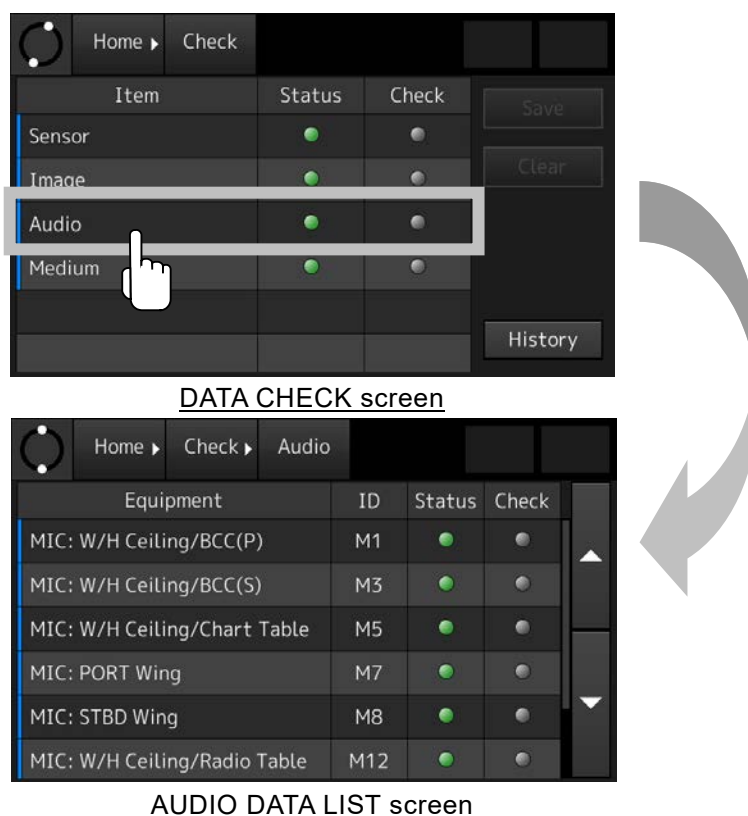 Home Check
Item Status Check
Save
Sensor
Clear
Image
Audio
Medium
History
DATA CHECK screen
Home Check Audio
Equipment ID Status Check
MIC: W/H Ceiling/BCC(P) M1
MIC: W/H Ceiling/BCC(S) M3
MIC: W/H Ceiling/Chart Table M5
MIC: PORT Wing M7
MIC: STBD Wing M8
MIC: W/H Ceiling/Radio Table M12
AUDIO DATA LIST screen